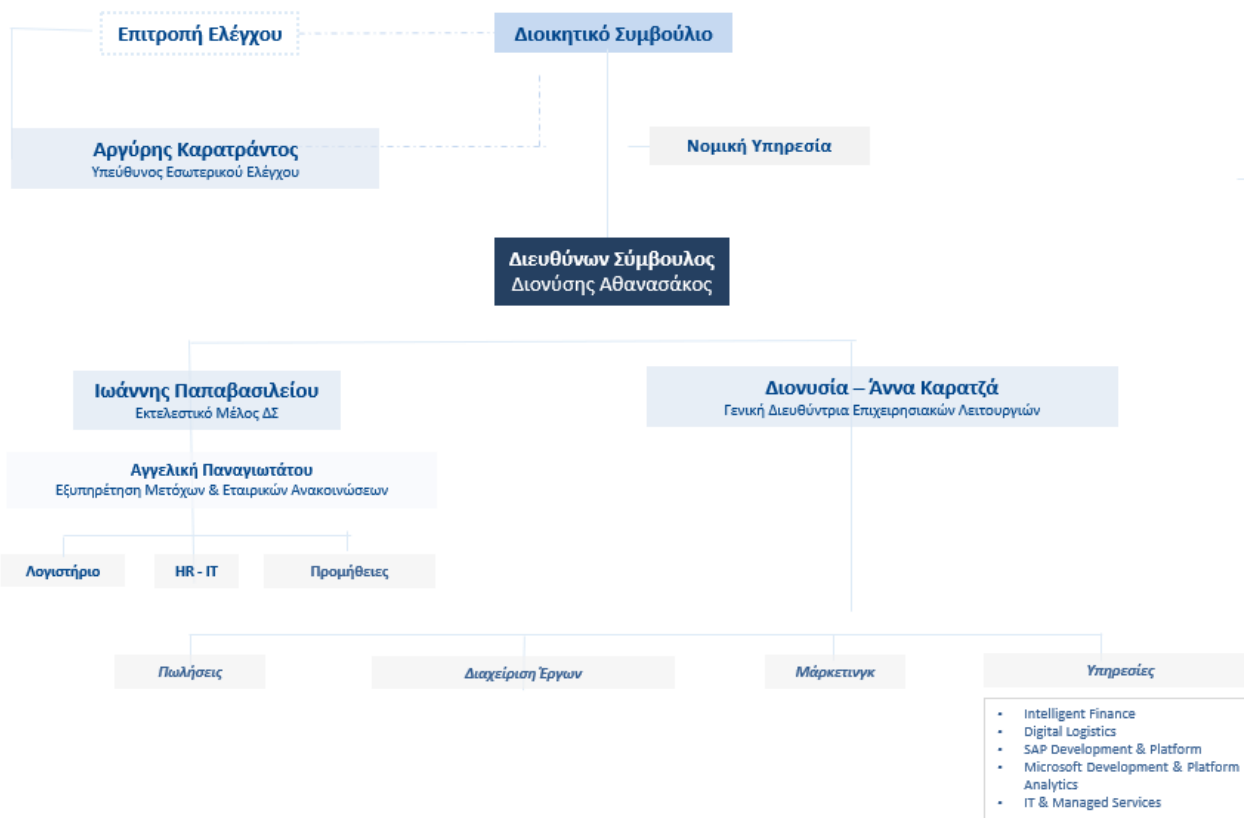 Επιτροπή Ελέγχου
Διοικητικό Συμβούλιο
Αργύρης Καρατράντος
Υπεύθυνος Εσωτερικού Ελέγχου
Νομική Υπηρεσία
Διευθύνων Σύμβουλος
Διονύσης Αθανασάκος
Ιωάννης Παπαβασιλείου
Εκτελεστικό Μέλος ΔΣ
Διονυσία – Άννα Καρατζά
Γενική Διευθύντρια Επιχειρησιακών Λειτουργιών
Αγγελική Παναγιωτάτου
Εξυπηρέτηση Μετόχων & Εταιρικών Ανακοινώσεων
Λογιστήριο
HR - IT
Προμήθειες
Πωλήσεις
Διαχείριση Έργων
Μάρκετινγκ
Υπηρεσίες
• Intelligent Finance
• Digital Logistics
• SAP Development & Platform
• Microsoft Development & Platform
Analytics
• IT & Managed Services